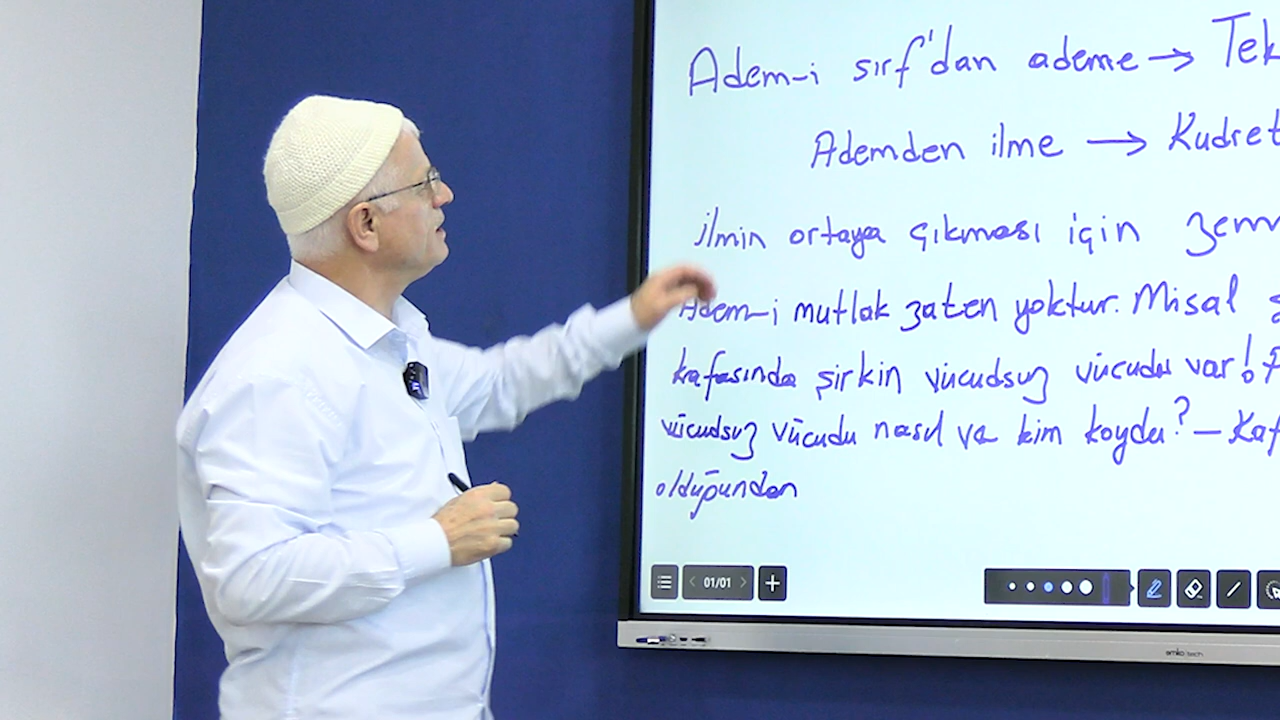 Adem-i sırf'dan ademe → Tek
Ademden ilme → Kudret
ilmin ortaya çıkması için
Adem-i mutlak zaten yoktur. Misal
kafasında şirkin vücudsuz vücudu var!
vücudsuz vücudu nasıl ve kim koydu? - Kaf
olduğundan
01/01